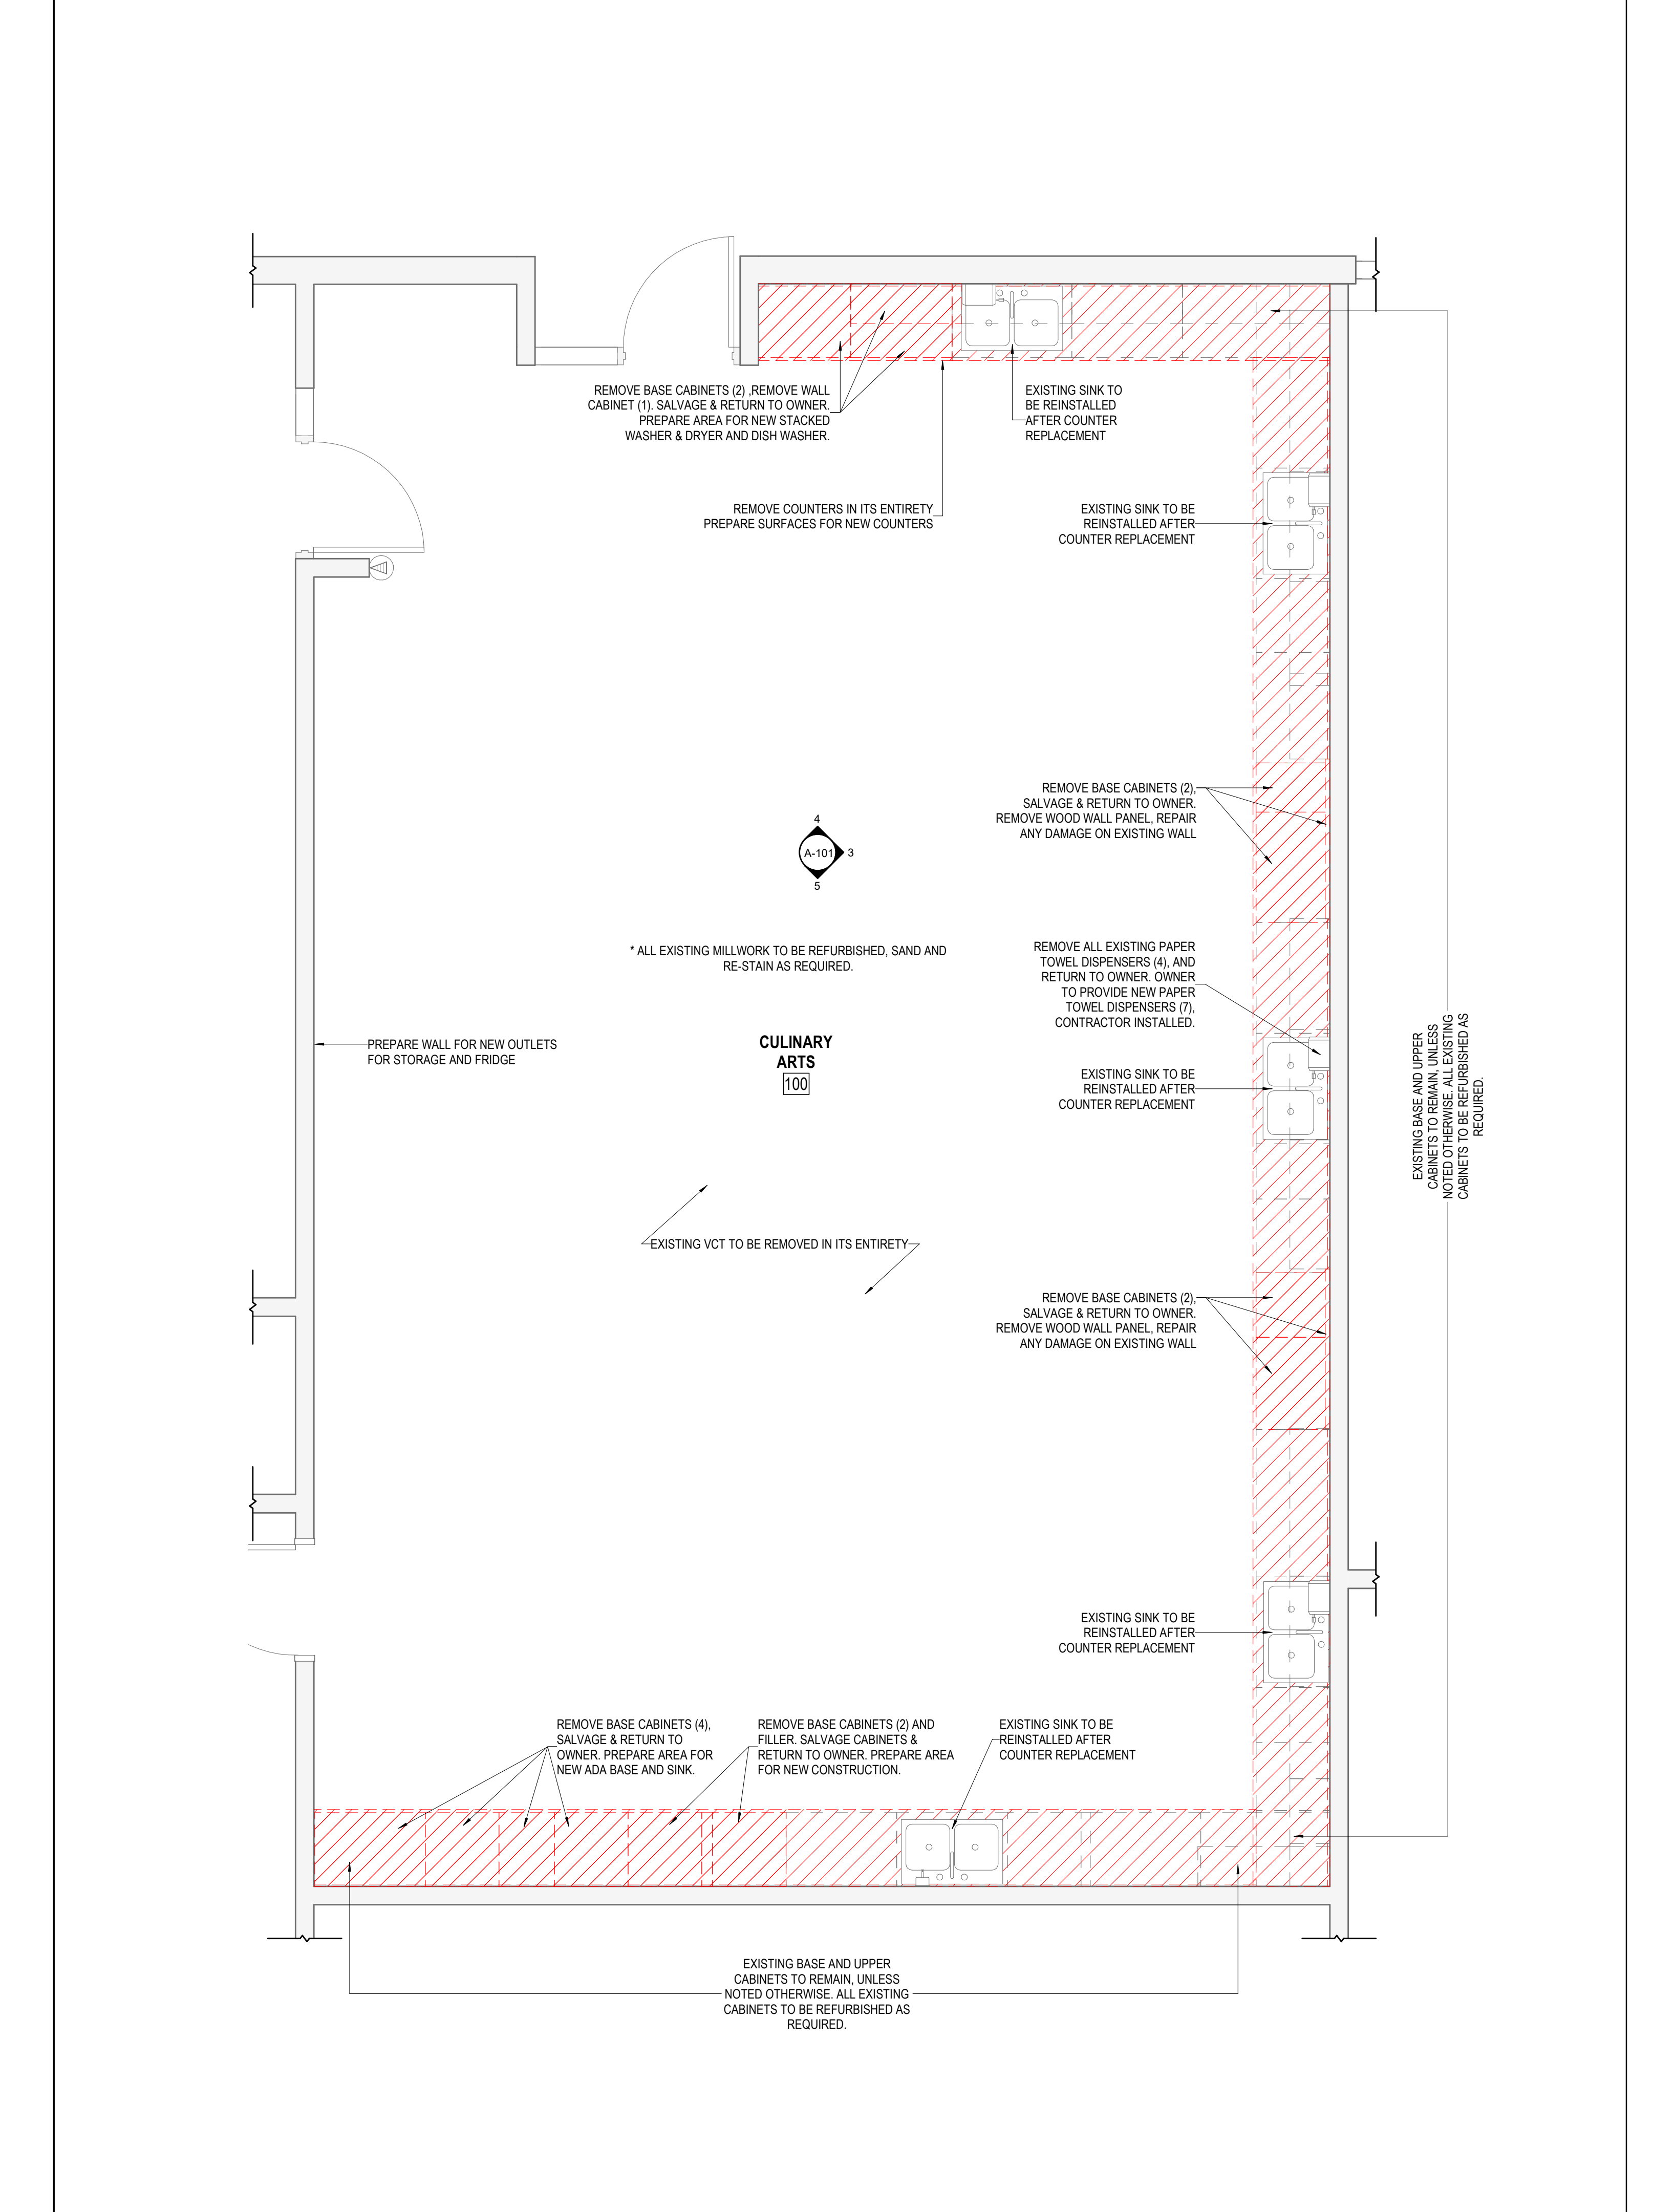 REMOVE BASE CABINETS (2) ,REMOVE WALL
CABINET (1). SALVAGE & RETURN TO OWNER.
PREPARE AREA FOR NEW STACKED
WASHER & DRYER AND DISH WASHER.
EXISTING SINK TO
BE REINSTALLED
AFTER COUNTER
REPLACEMENT
REMOVE COUNTERS IN ITS ENTIRETY
PREPARE SURFACES FOR NEW COUNTERS
EXISTING SINK TO BE
REINSTALLED AFTER
COUNTER REPLACEMENT
REMOVE BASE CABINETS (2),
SALVAGE & RETURN TO OWNER.
REMOVE WOOD WALL PANEL, REPAIR
ANY DAMAGE ON EXISTING WALL
4
A-101
3
5
* ALL EXISTING MILLWORK TO BE REFURBISHED, SAND AND
RE-STAIN AS REQUIRED.
REMOVE ALL EXISTING PAPER
TOWEL DISPENSERS (4), AND
RETURN TO OWNER. OWNER
TO PROVIDE NEW PAPER
TOWEL DISPENSERS (7),
CONTRACTOR INSTALLED.
PREPARE WALL FOR NEW OUTLETS
FOR STORAGE AND FRIDGE
CULINARY
ARTS
100
EXISTING SINK TO BE
REINSTALLED AFTER
COUNTER REPLACEMENT
EXISTING BASE AND UPPER
CABINETS TO REMAIN, UNLESS
NOTED OTHERWISE. ALL EXISTING
CABINETS TO BE REFURBISHED AS
REQUIRED.
EXISTING VCT TO BE REMOVED IN ITS ENTIRETY
REMOVE BASE CABINETS (2),
SALVAGE & RETURN TO OWNER.
REMOVE WOOD WALL PANEL, REPAIR
ANY DAMAGE ON EXISTING WALL
EXISTING SINK TO BE
REINSTALLED AFTER
COUNTER REPLACEMENT
REMOVE BASE CABINETS (4),
SALVAGE & RETURN TO
OWNER. PREPARE AREA FOR
NEW ADA BASE AND SINK.
REMOVE BASE CABINETS (2) AND
FILLER. SALVAGE CABINETS &
RETURN TO OWNER. PREPARE AREA
FOR NEW CONSTRUCTION.
EXISTING SINK TO BE
REINSTALLED AFTER
COUNTER REPLACEMENT
EXISTING BASE AND UPPER
CABINETS TO REMAIN, UNLESS
NOTED OTHERWISE. ALL EXISTING
CABINETS TO BE REFURBISHED AS
REQUIRED.